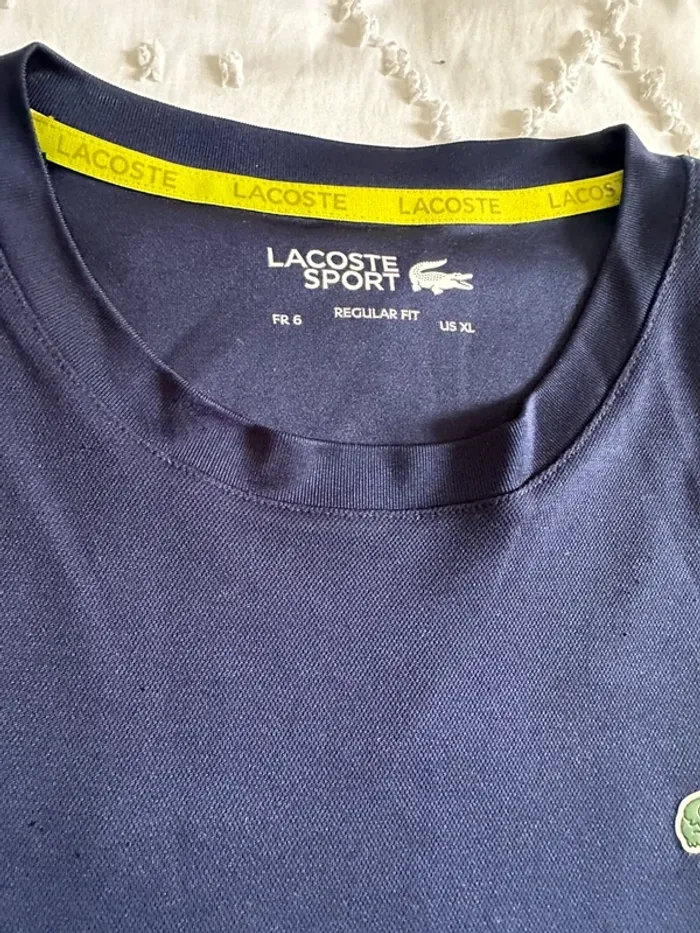 LACOSTE LACOSTE LACOSTE LACOS
LACOSTE
SPORT
FR 6 REGULAR FIT US XL